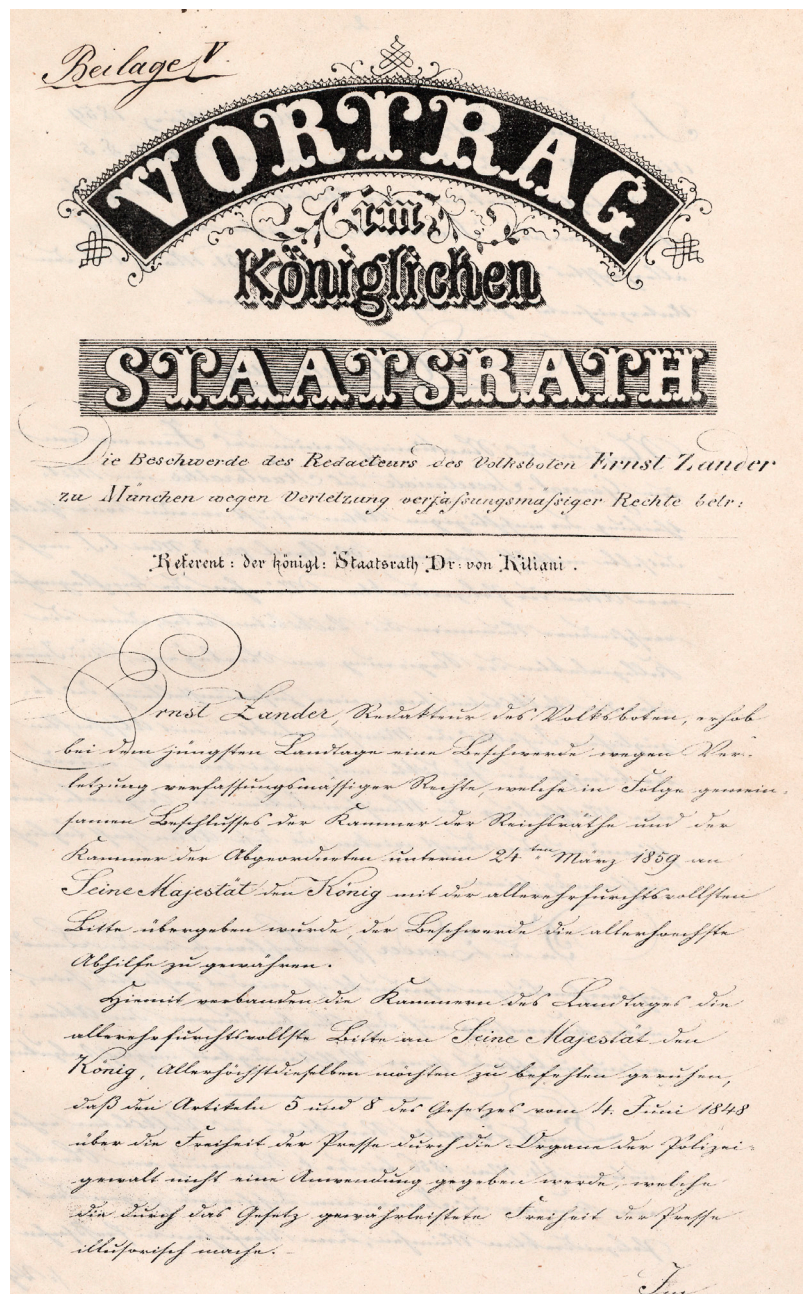 Beilage V.
VORTRAG
im
Königlichen
STAATSRATH
Die Beschwerde des Redacteurs des Volksboten Ernst Zander
zu München wegen Verletzung verfassungsmässiger Rechte betr:
Referent: der königl: Staatsrath Dr: von Kiliani.
Ernst Zander, Redakteur des Volksboten, erhob
bei dem jüngsten Landtage eine Beschwerde wegen Ver-
letzung verfassungsmässiger Rechte, welche in Folge gemein-
samen Beschlusses der Kammer der Reichsräthe und der
Kammer der Abgeordneten unterm 24ten März 1859 an
Seine Majestät den König mit der allerehrfurchtsvollsten
Bitte übergeben wurde, der Beschwerde die allerhoechste
Abhilfe zu gewähren.
Hiemit verbanden die Kammern des Landtages die
allerehrfurchtsvollste Bitte an Seine Majestät den
König, Allerhöchstdieselben möchten zu befehlen geruhen,
daß den Artikeln 5 und 8 des Gesetzes vom 4. Juni 1848
über die Freiheit der Presse durch die Organe der Polizei-
gewalt nicht eine Anwendung gegeben werde, welche
die durch das Gesetz gewährleistete Freiheit der Presse
illusorisch mache. -
Im